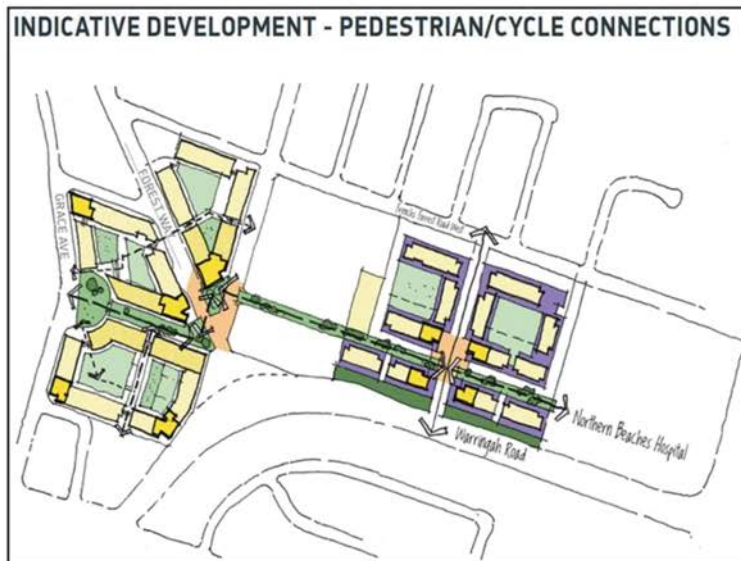 INDICATIVE DEVELOPMENT - PEDESTRIAN/CYCLE CONNECTIONS
FOREST WAY
GRACE AVE
Frenchs Forest Road West
Northern Beaches Hospital
Warringah Road